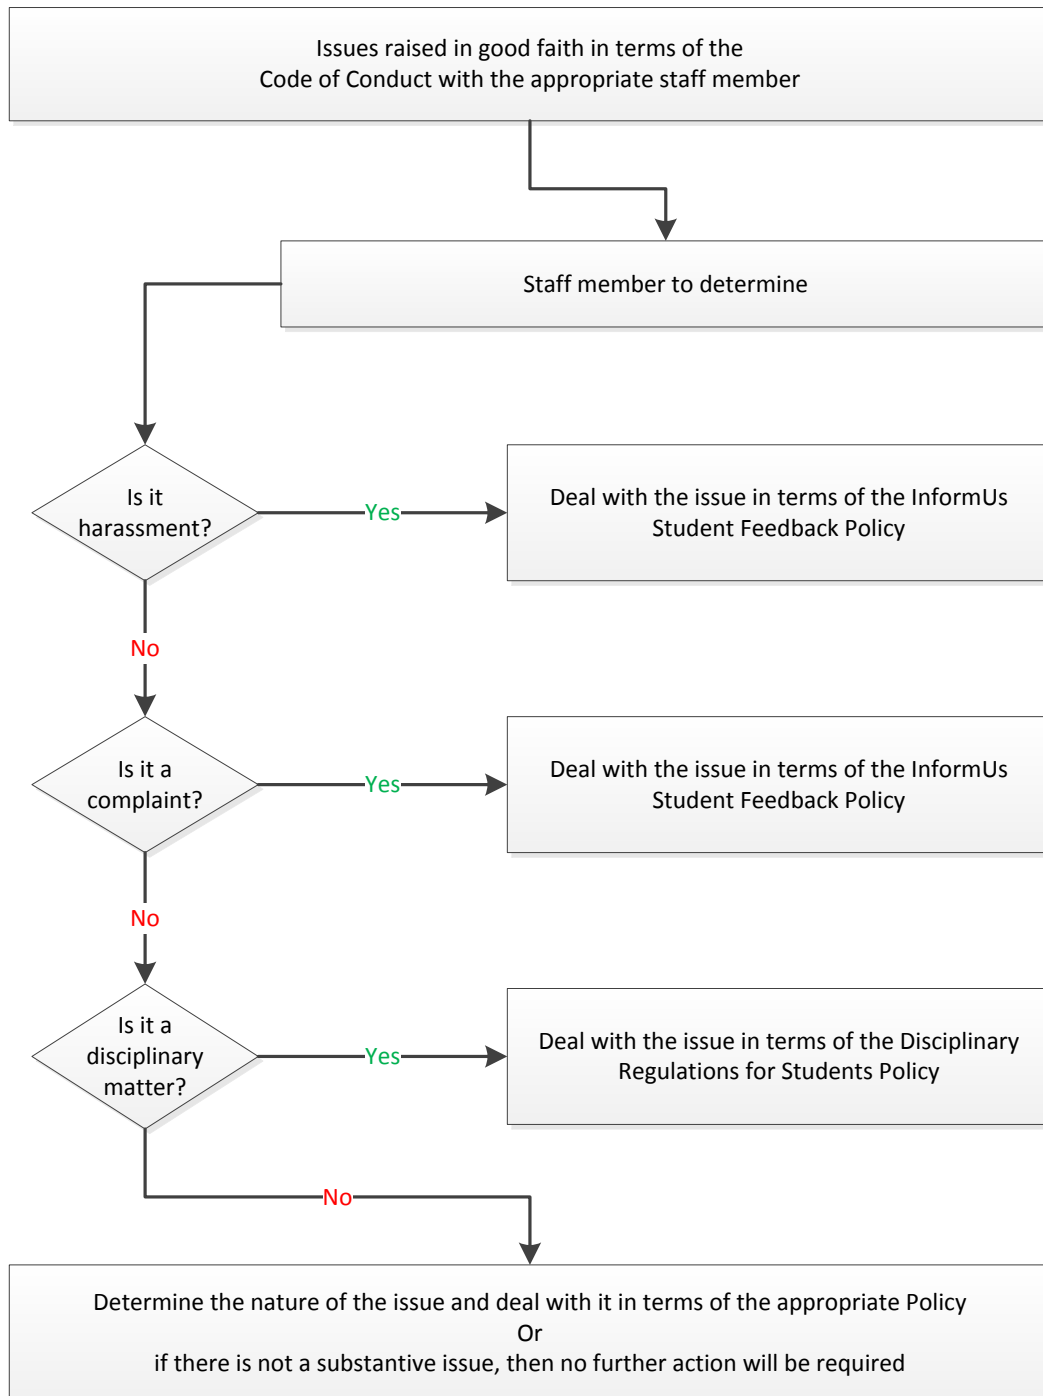 Issues raised in good faith in terms of the
Code of Conduct with the appropriate staff member
Staff member to determine
Is it
harassment?
Yes
Deal with the issue in terms of the InformUs
Student Feedback Policy
No
Is it a
complaint?
Yes
Deal with the issue in terms of the InformUs
Student Feedback Policy
No
Is it a
disciplinary
matter?
Yes
Deal with the issue in terms of the Disciplinary
Regulations for Students Policy
No
Determine the nature of the issue and deal with it in terms of the appropriate Policy
Or
if there is not a substantive issue, then no further action will be required